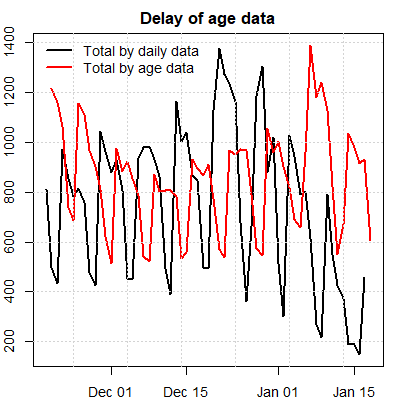 Delay of age data
Total by daily data
Total by age data
1400
1200
1000
800
600
400
200
Dec 01
Dec 15
Jan 01
Jan 15